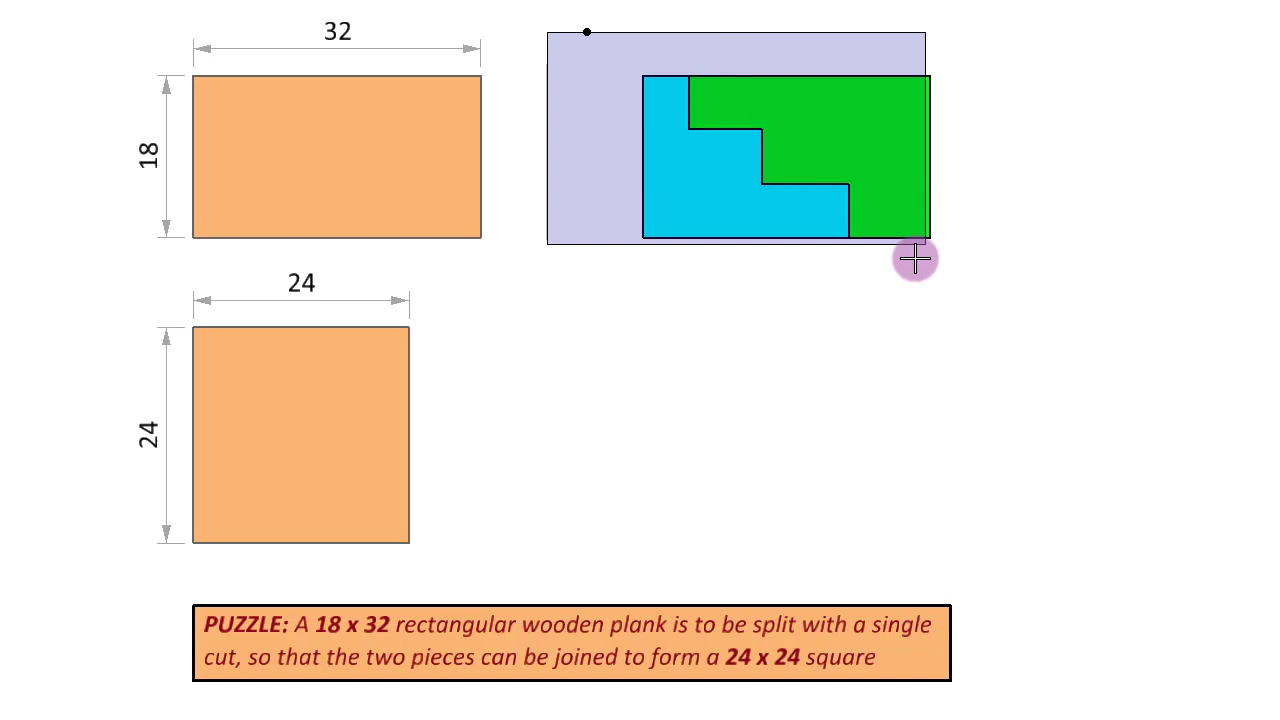 32
18
24
24
PUZZLE: A 18 x 32 rectangular wooden plank is to be split with a single
cut, so that the two pieces can be joined to form a 24 x 24 square